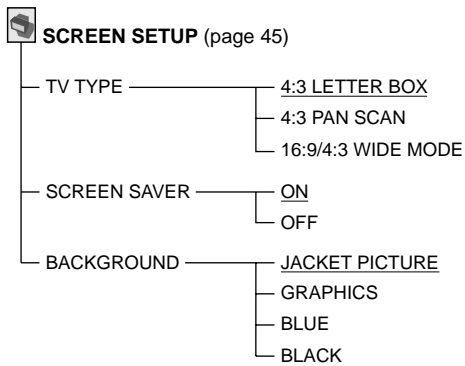 SCREEN SETUP (page 45)
TV TYPE
4:3 LETTER BOX
4:3 PAN SCAN
16:9/4:3 WIDE MODE
SCREEN SAVER
ON
OFF
BACKGROUND
JACKET PICTURE
GRAPHICS
BLUE
BLACK